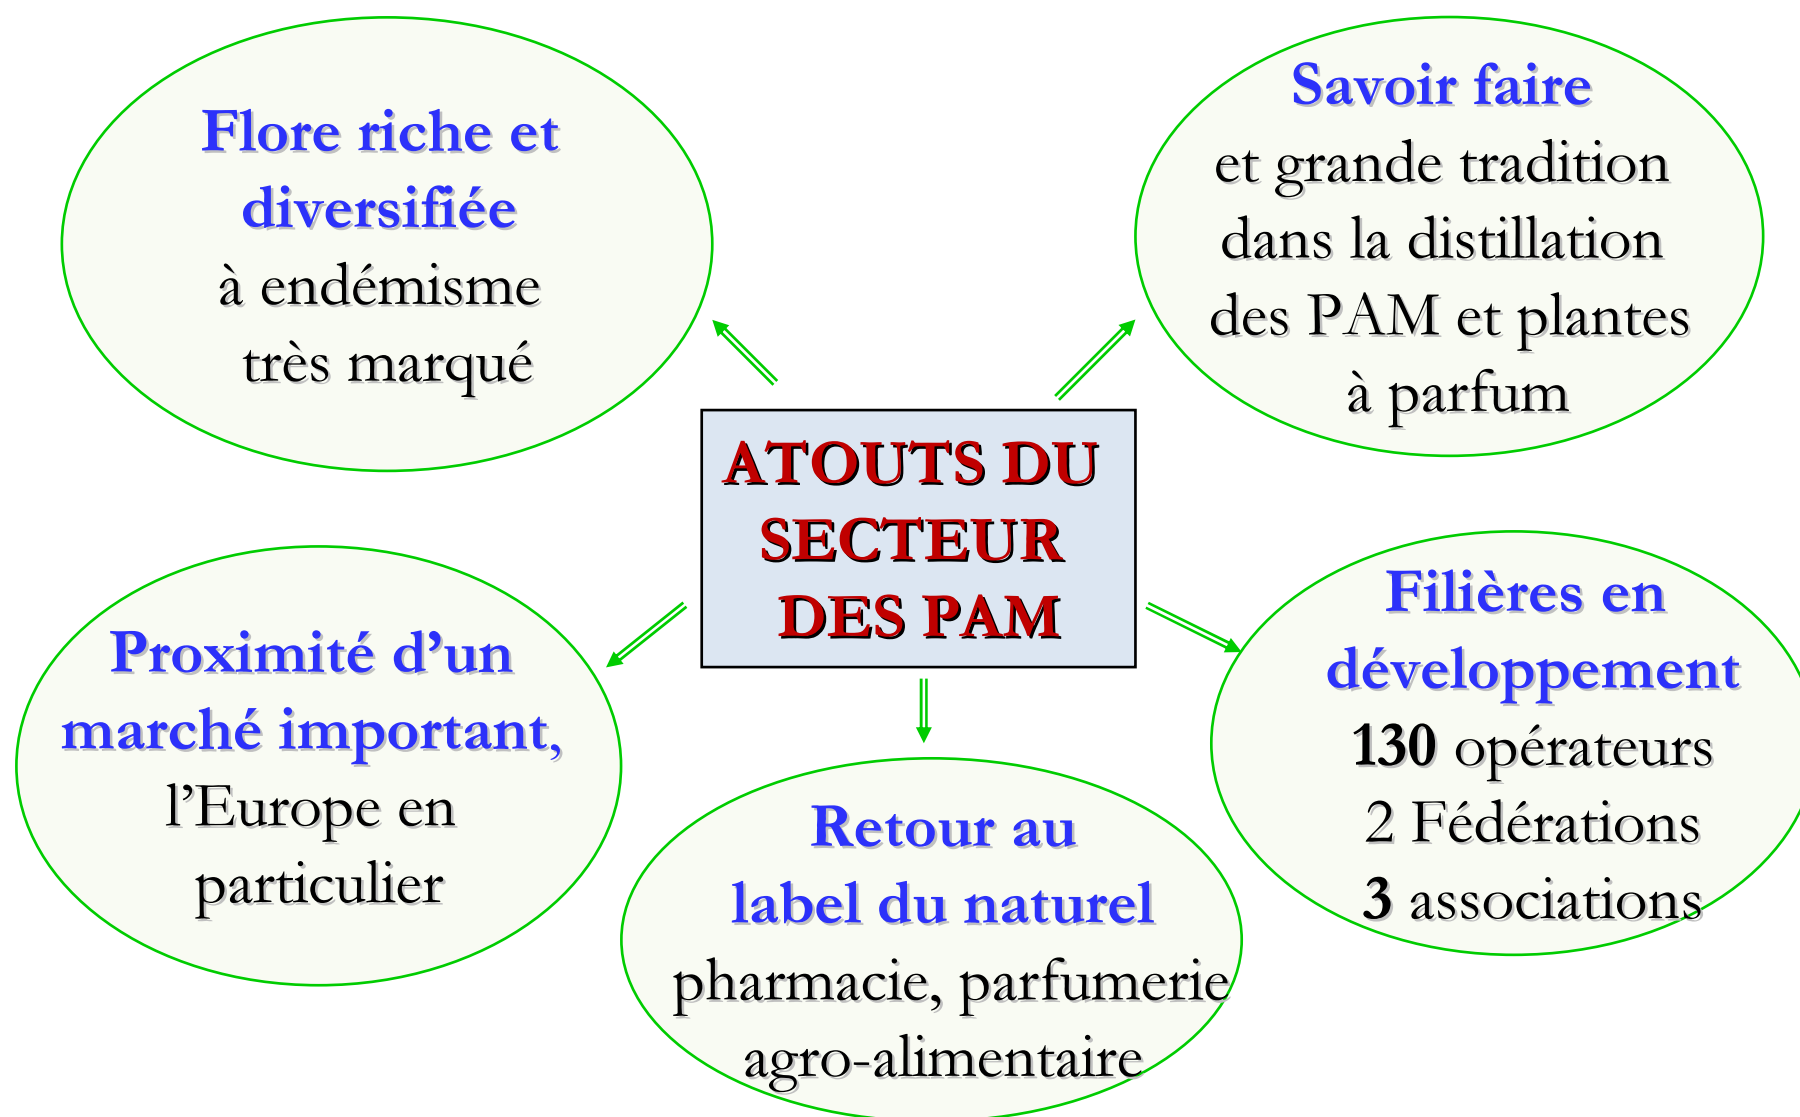 Flore riche et
diversifiée
à endémisme
très marqué
Savoir faire
et grande tradition
dans la distillation
des PAM et plantes
à parfum
ATOUTS DU
SECTEUR
DES PAM
Proximité d’un
marché important,
l’Europe en
particulier
Retour au
label du naturel
pharmacie, parfumerie
agro-alimentaire
Filières en
développement
130 opérateurs
2 Fédérations
3 associations